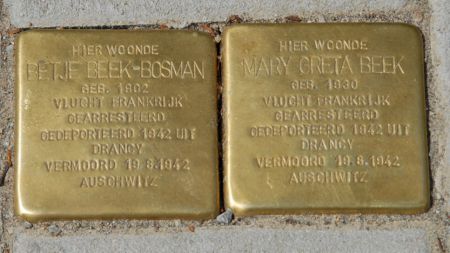 HIER WOONDE
BETJE BEEK-BOSMAN
GEB. 1902
VLUCHT FRANKRIJK
GEARRESTEERD
GEDEPORTEERD 1942 UIT
DRANCY
VERMOORD 19.8.1942
AUSCHWITZ
HIER WOONDE
MARY GRETA BEEK
GEB. 1930
VLUCHT FRANKRIJK
GEARRESTEERD
GEDEPORTEERD 1942 UIT
DRANCY
VERMOORD 19.8.1942
AUSCHWITZ